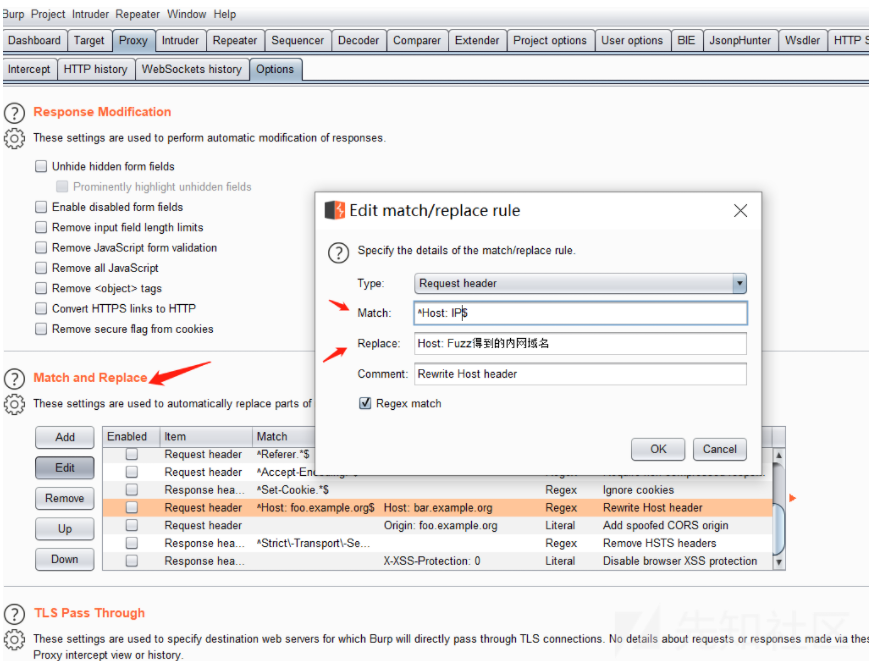 Burp Project Intruder Repeater Window Help
Dashboard Target Proxy Intruder Repeater Sequencer Decoder Comparer Extender Project options User options BIE JsonpHunter Wsdler HTTP S
Intercept HTTP history WebSockets history Options
? Response Modification
These settings are used to perform automatic modification of responses.
Unhide hidden form fields
Prominently highlight unhidden fields
Enable disabled form fields
Remove input field length limits
Remove JavaScript form validation
Remove all JavaScript
Remove <object> tags
Convert HTTPS links to HTTP
Remove secure flag from cookies
Edit match/replace rule
? Specify the details of the match/replace rule.
Type: Request header
Match: ^Host: IP$
Replace: Host: Fuzz得到的内网域名
Comment: Rewrite Host header
Regex match
OK Cancel
? Match and Replace
These settings are used to automatically replace parts of
Add Edit Remove Up Down
Enabled Item Match
Request header ^Referer.*$
Request header ^Accept-En
Response hea... ^Set-Cookie.*$ Regex Ignore cookies
Request header ^Host: foo.example.org$ Host: bar.example.org Regex Rewrite Host header
Request header Origin: foo.example.org Literal Add spoofed CORS origin
Response hea... ^Strict\-Transport\-Se... Regex Remove HSTS headers
Response hea... X-XSS-Protection: 0 Literal Disable browser XSS protection
? TLS Pass Through
These settings are used to specify destination web servers for which Burp will directly pass through TLS connections. No details about requests or responses made via thes
Proxy intercept view or history.
先知社区